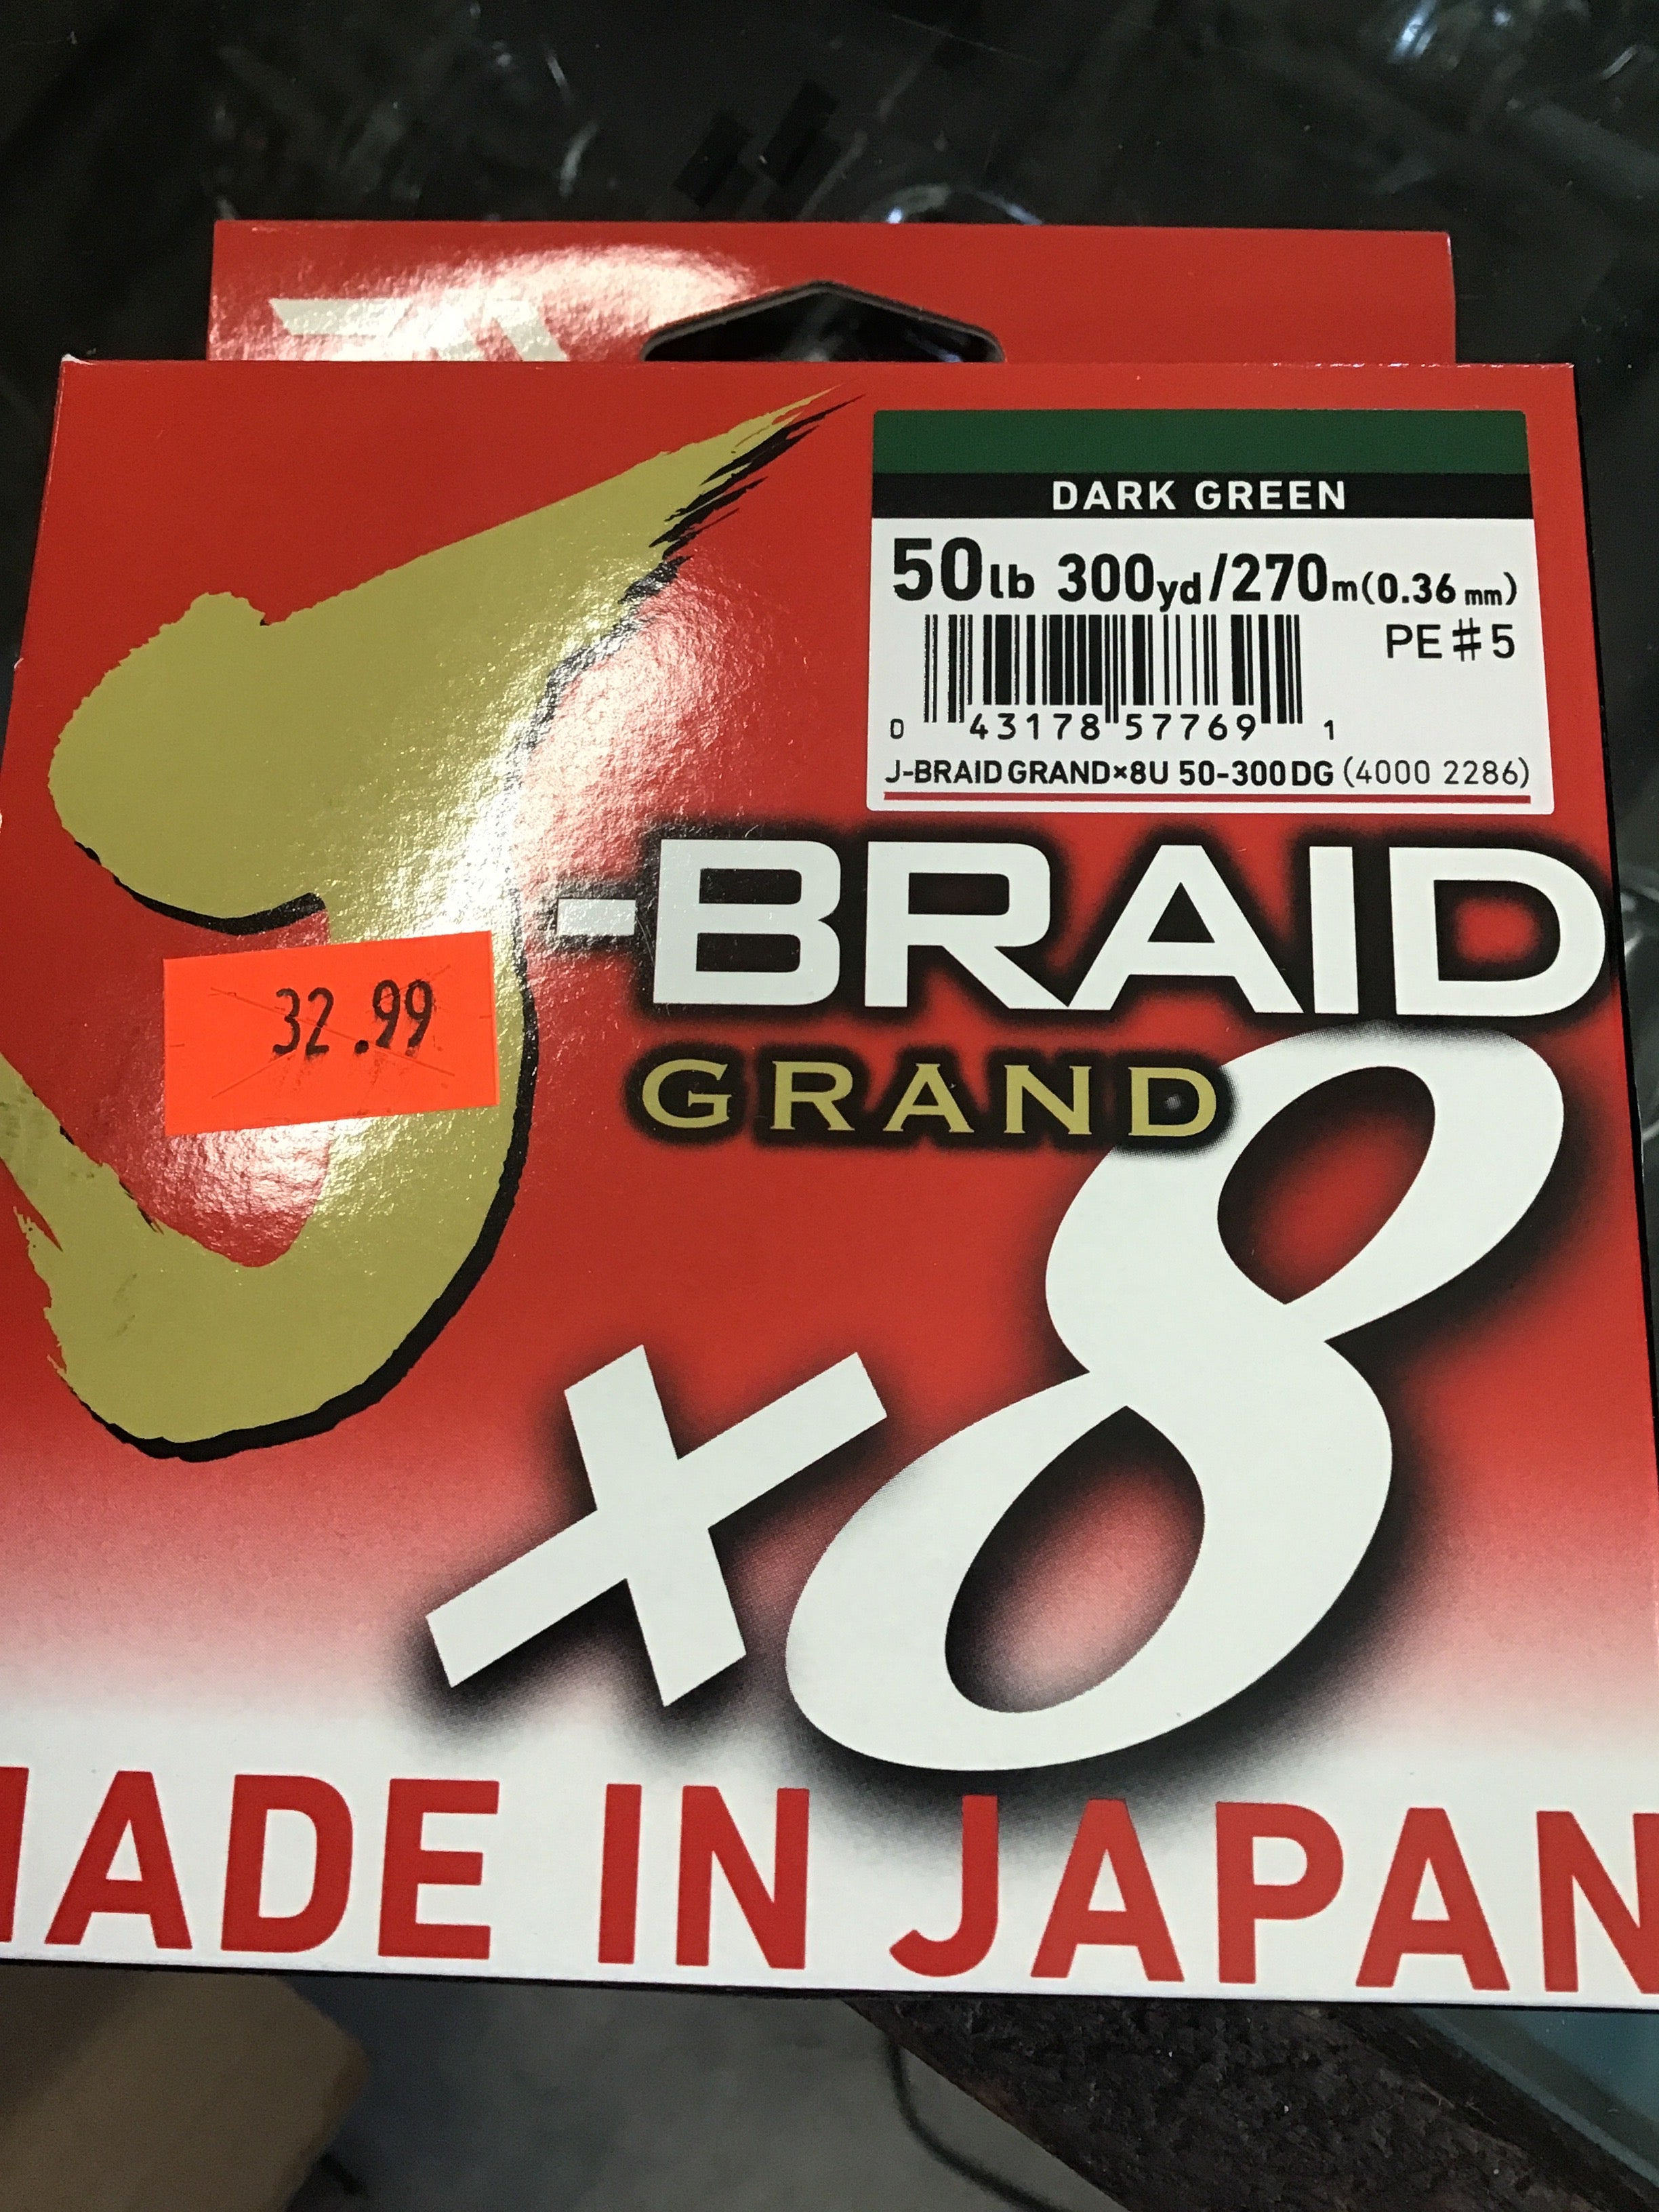 DARK GREEN
50lb 300yd/270m(0.36mm)
PE#5
0 43178 57769 1
J-BRAID GRAND×8U 50-300DG (4000 2286)
J-BRAID
32.99
GRAND
×8
MADE IN JAPAN